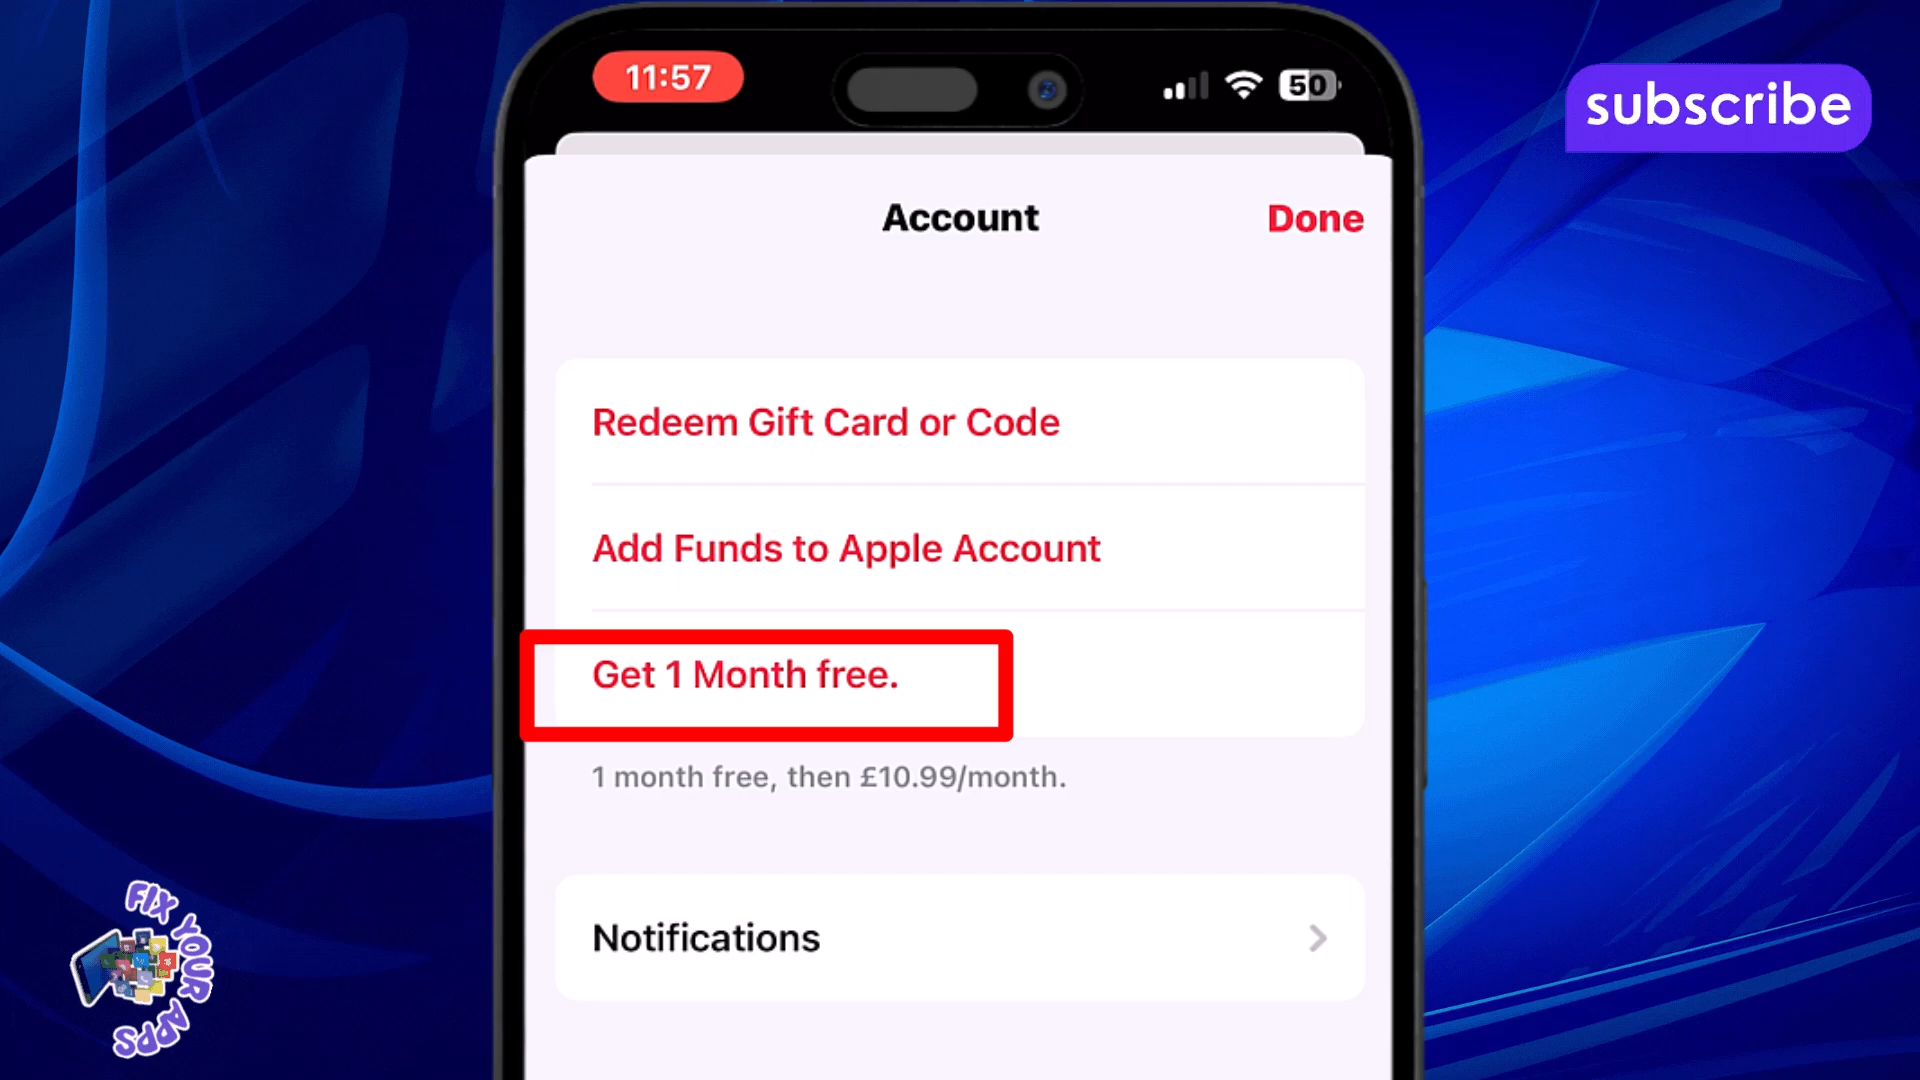 11:57
50
subscribe
Account
Done
Redeem Gift Card or Code
Add Funds to Apple Account
Get 1 Month free.
1 month free, then £10.99/month.
Notifications
FIX YOUR APPS